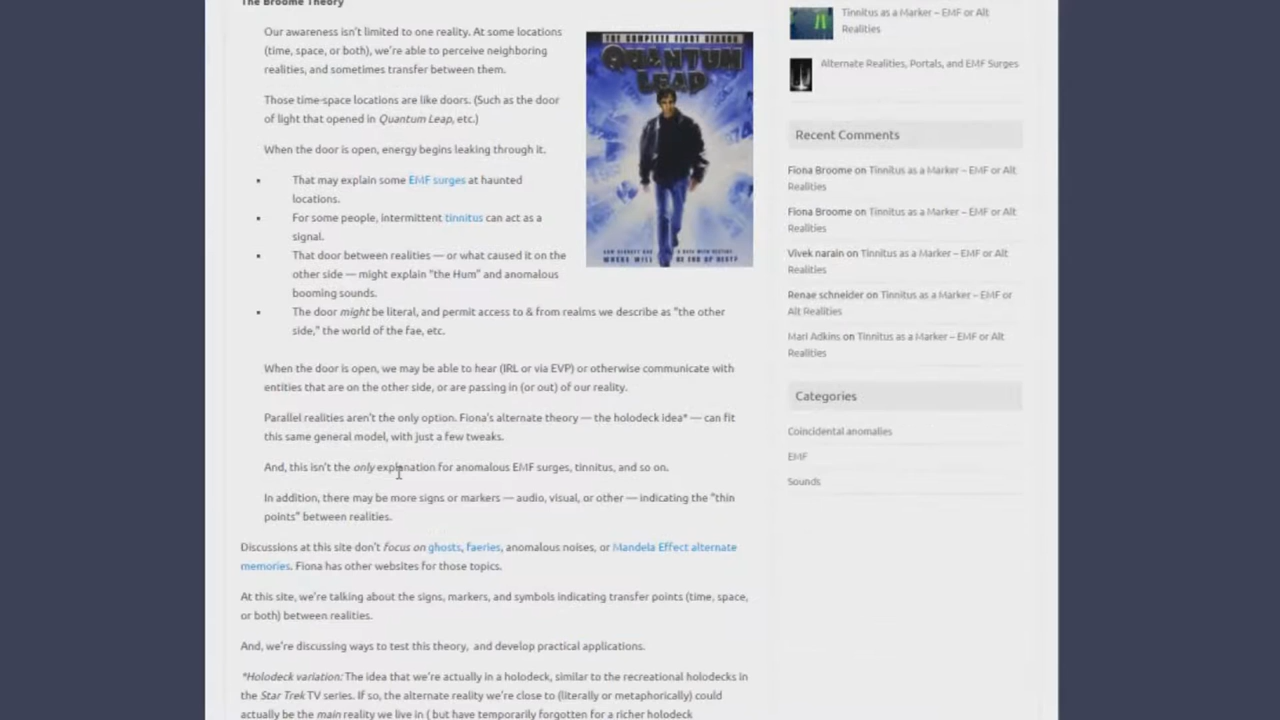 The Broome Theory
Our awareness isn't limited to one reality. At some locations
(time, space, or both), we're able to perceive neighboring
realities, and sometimes transfer between them.
Those time-space locations are like doors. (Such as the door
of light that opened in Quantum Leap, etc.)
When the door is open, energy begins leaking through it.
▪ That may explain some EMF surges at haunted
locations.
▪ For some people, intermittent tinnitus can act as a
signal.
▪ That door between realities — or what caused it on the
other side — might explain "the Hum" and anomalous
booming sounds.
▪ The door might be literal, and permit access to & from realms we describe as "the other
side," the world of the fae, etc.
THE COMPLETE FIRST SEASON
QUANTUM
LEAP
WHERE WILL HE END UP NEXT?
When the door is open, we may be able to hear (IRL or via EVP) or otherwise communicate with
entities that are on the other side, or are passing in (or out) of our reality.
Parallel realities aren't the only option. Fiona's alternate theory — the holodeck idea* — can fit
this same general model, with just a few tweaks.
And, this isn't the only explanation for anomalous EMF surges, tinnitus, and so on.
In addition, there may be more signs or markers — audio, visual, or other — indicating the "thin
points" between realities.
Discussions at this site don't focus on ghosts, faeries, anomalous noises, or Mandela Effect alternate
memories. Fiona has other websites for those topics.
At this site, we're talking about the signs, markers, and symbols indicating transfer points (time, space,
or both) between realities.
And, we're discussing ways to test this theory, and develop practical applications.
*Holodeck variation: The idea that we're actually in a holodeck, similar to the recreational holodecks in
the Star Trek TV series. If so, the alternate reality we're close to (literally or metaphorically) could
actually be the main reality we live in ( but have temporarily forgotten for a richer holodeck
Tinnitus as a Marker – EMF or Alt
Realities
Alternate Realities, Portals, and EMF Surges
Recent Comments
Fiona Broome on Tinnitus as a Marker – EMF or Alt
Realities
Fiona Broome on Tinnitus as a Marker – EMF or Alt
Realities
Vivek narain on Tinnitus as a Marker – EMF or Alt
Realities
Renae schneider on Tinnitus as a Marker – EMF or
Alt Realities
Mari Adkins on Tinnitus as a Marker – EMF or Alt
Realities
Categories
Coincidental anomalies
EMF
Sounds